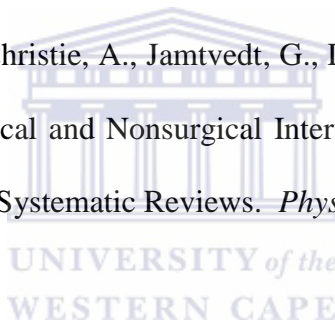 hristie, A., Jamtvedt, G., 
cal and Nonsurgical Inter
Systematic Reviews. Phys
UNIVERSITY of the
WESTERN CAPE